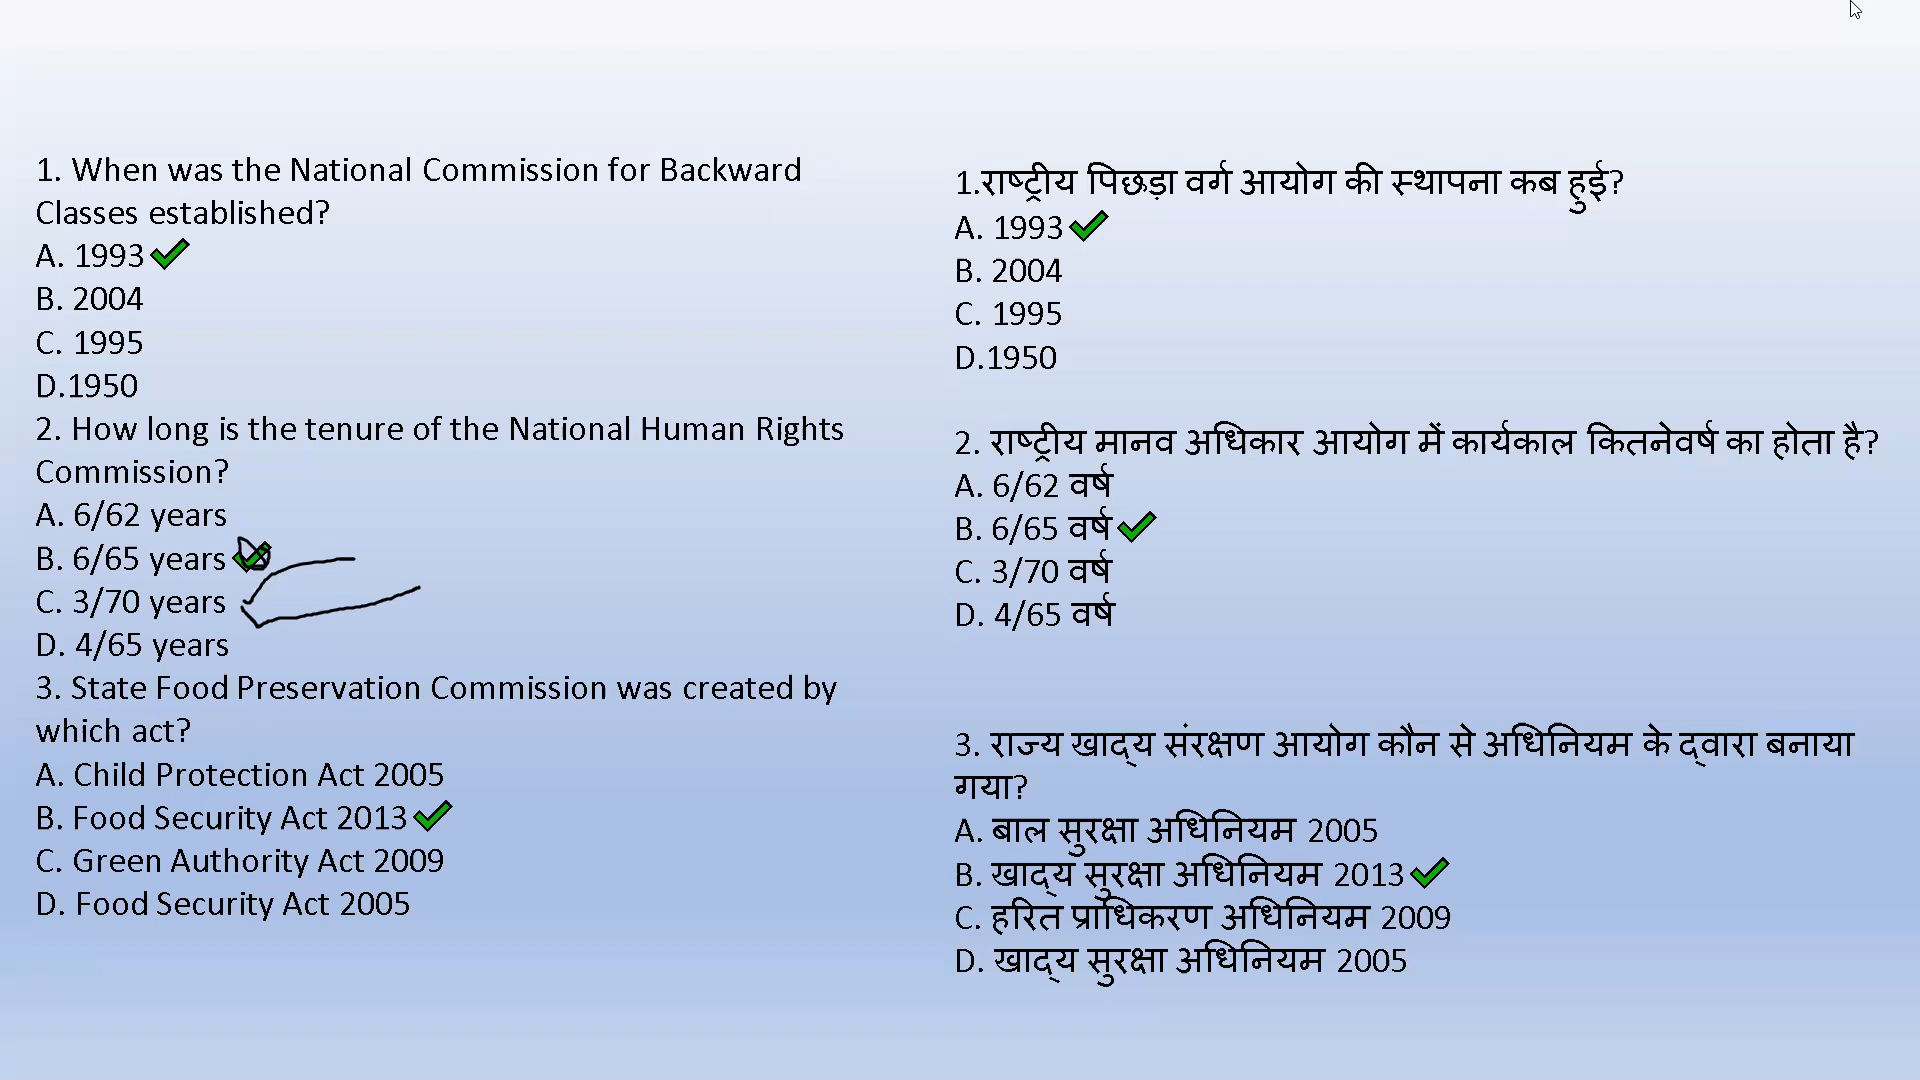 1. When was the National Commission for Backward
Classes established?
A. 1993
B. 2004
C. 1995
D.1950
2. How long is the tenure of the National Human Rights
Commission?
A. 6/62 years
B. 6/65 years
C. 3/70 years
D. 4/65 years
3. State Food Preservation Commission was created by
which act?
A. Child Protection Act 2005
B. Food Security Act 2013
C. Green Authority Act 2009
D. Food Security Act 2005
1.राष्ट्रीय पिछड़ा वर्ग आयोग की स्थापना कब हुई?
A. 1993
B. 2004
C. 1995
D.1950
2. राष्ट्रीय मानव अधिकार आयोग में कार्यकाल कितनेवर्ष का होता है?
A. 6/62 वर्ष
B. 6/65 वर्ष
C. 3/70 वर्ष
D. 4/65 वर्ष
3. राज्य खाद्य संरक्षण आयोग कौन से अधिनियम के द्वारा बनाया
गया?
A. बाल सुरक्षा अधिनियम 2005
B. खाद्य सुरक्षा अधिनियम 2013
C. हरित प्राधिकरण अधिनियम 2009
D. खाद्य सुरक्षा अधिनियम 2005